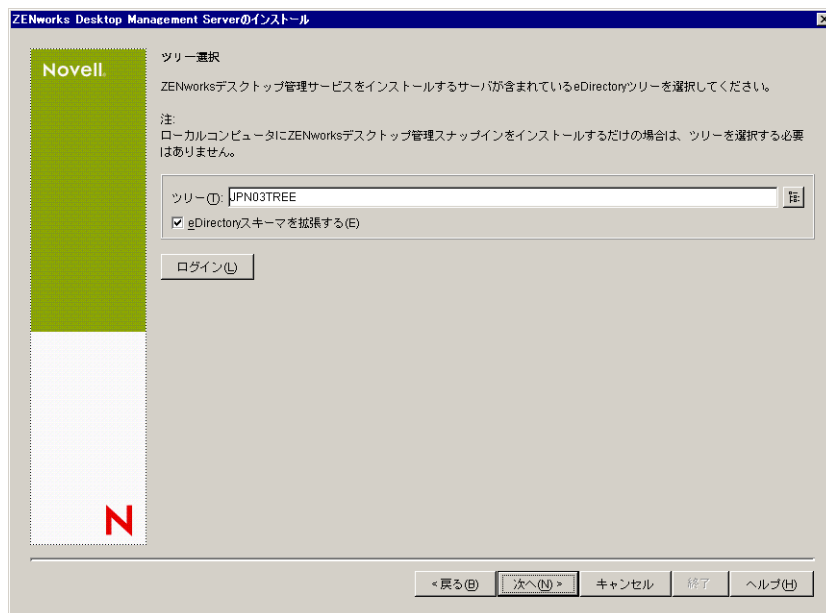 ZENworks Desktop Management Serverのインストール
Novell.
ツリー選択
ZENworksデスクトップ管理サービスをインストールするサーバが含まれているeDirectoryツリーを選択してください。
注:
ローカルコンピュータにZENworksデスクトップ管理スナップインをインストールするだけの場合は、ツリーを選択する必要
はありません。
ツリー(T): JPN03TREE
eDirectoryスキーマを拡張する(E)
ログイン(L)
N
«戻る(B) 次へ(N)» キャンセル 終了 ヘルプ(H)